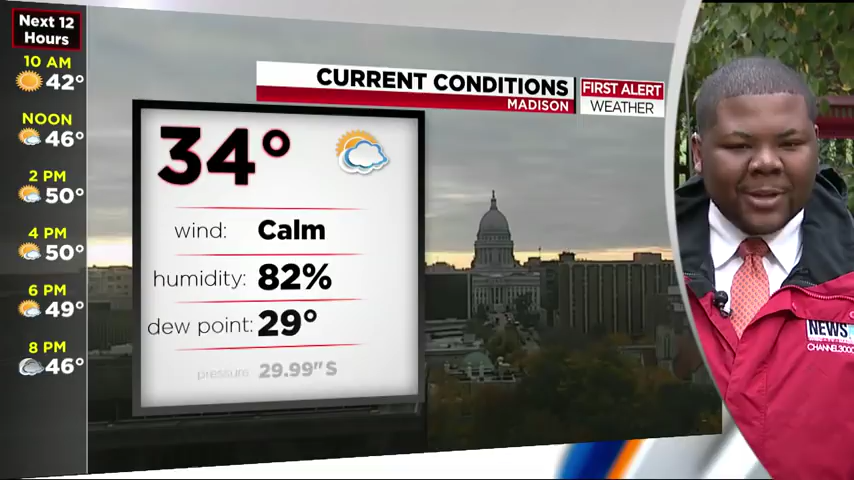 Next 12
Hours
10 AM
42°
NOON
46°
2 PM
50°
4 PM
50°
6 PM
49°
8 PM
46°
CURRENT CONDITIONS
MADISON
FIRST ALERT
WEATHER
34°
wind: Calm
humidity: 82%
dew point: 29°
pressure 29.99" S
NEWS
CHANNEL3000